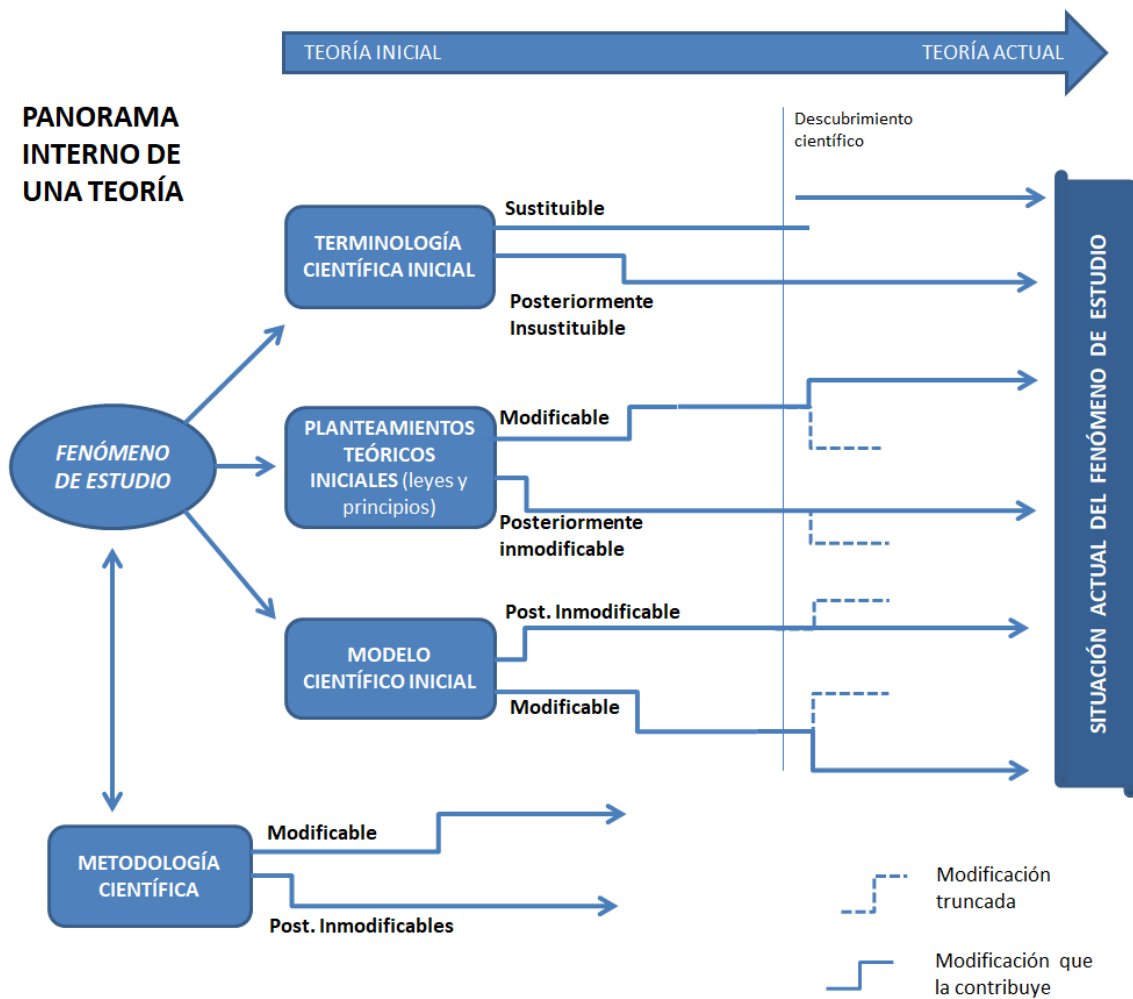 TEORÍA INICIAL
TEORÍA ACTUAL
PANORAMA
INTERNO DE
UNA TEORÍA
Descubrimiento
científico
Sustituible
TERMINOLOGÍA
CIENTÍFICA INICIAL
Posteriormente
Insustituible
FENÓMENO
DE ESTUDIO
Modificable
PLANTEAMIENTOS
TEÓRICOS
INICIALES (leyes y
principios)
Posteriormente
inmodificable
Post. Inmodificable
MODELO
CIENTÍFICO INICIAL
Modificable
SITUACIÓN ACTUAL DEL FENÓMENO DE ESTUDIO
Modificable
METODOLOGÍA
CIENTÍFICA
Post. Inmodificables
Modificación
truncada
Modificación que
la contribuye